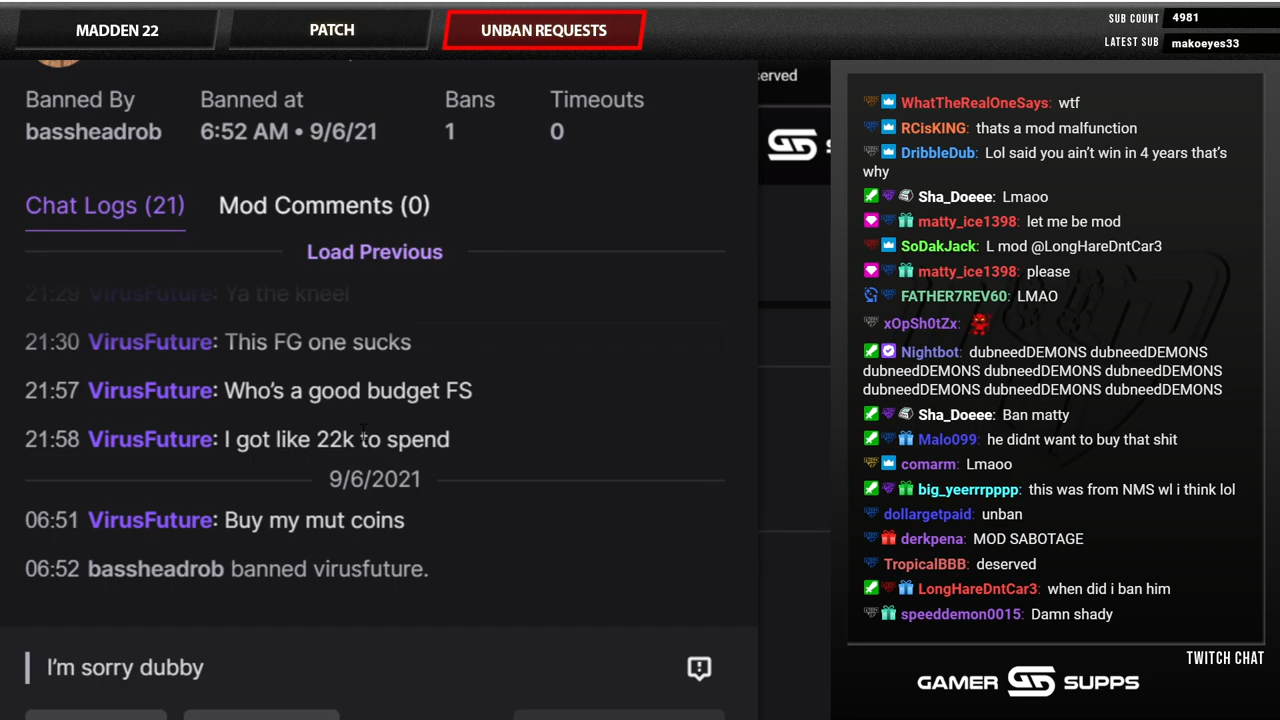 MADDEN 22
PATCH
UNBAN REQUESTS
SUB COUNT 4981
LATEST SUB makoeyes33
Banned By
bassheadrob
Banned at
6:52 AM • 9/6/21
Bans
1
Timeouts
0
erved
Chat Logs (21)
Mod Comments (0)
Load Previous
21:29 VirusFuture: Ya the kneel
21:30 VirusFuture: This FG one sucks
21:57 VirusFuture: Who's a good budget FS
21:58 VirusFuture: I got like 22k to spend
9/6/2021
06:51 VirusFuture: Buy my mut coins
06:52 bassheadrob banned virusfuture.
I'm sorry dubby
WhatTheRealOneSays: wtf
RCisKING: thats a mod malfunction
DribbleDub: Lol said you ain't win in 4 years that's
why
Sha_Doeee: Lmaoo
matty_ice1398: let me be mod
SoDakJack: L mod @LongHareDntCar3
matty_ice1398: please
FATHER7REV60: LMAO
xOpSh0tZx:
Nightbot: dubneedDEMONS dubneedDEMONS
dubneedDEMONS dubneedDEMONS dubneedDEMONS
dubneedDEMONS dubneedDEMONS dubneedDEMONS
Sha_Doeee: Ban matty
Malo099: he didnt want to buy that shit
comarm: Lmaoo
big_yeerrrpppp: this was from NMS wl i think lol
dollargetpaid: unban
derkpena: MOD SABOTAGE
TropicalBBB: deserved
LongHareDntCar3: when did i ban him
speeddemon0015: Damn shady
TWITCH CHAT
GAMER SUPPS